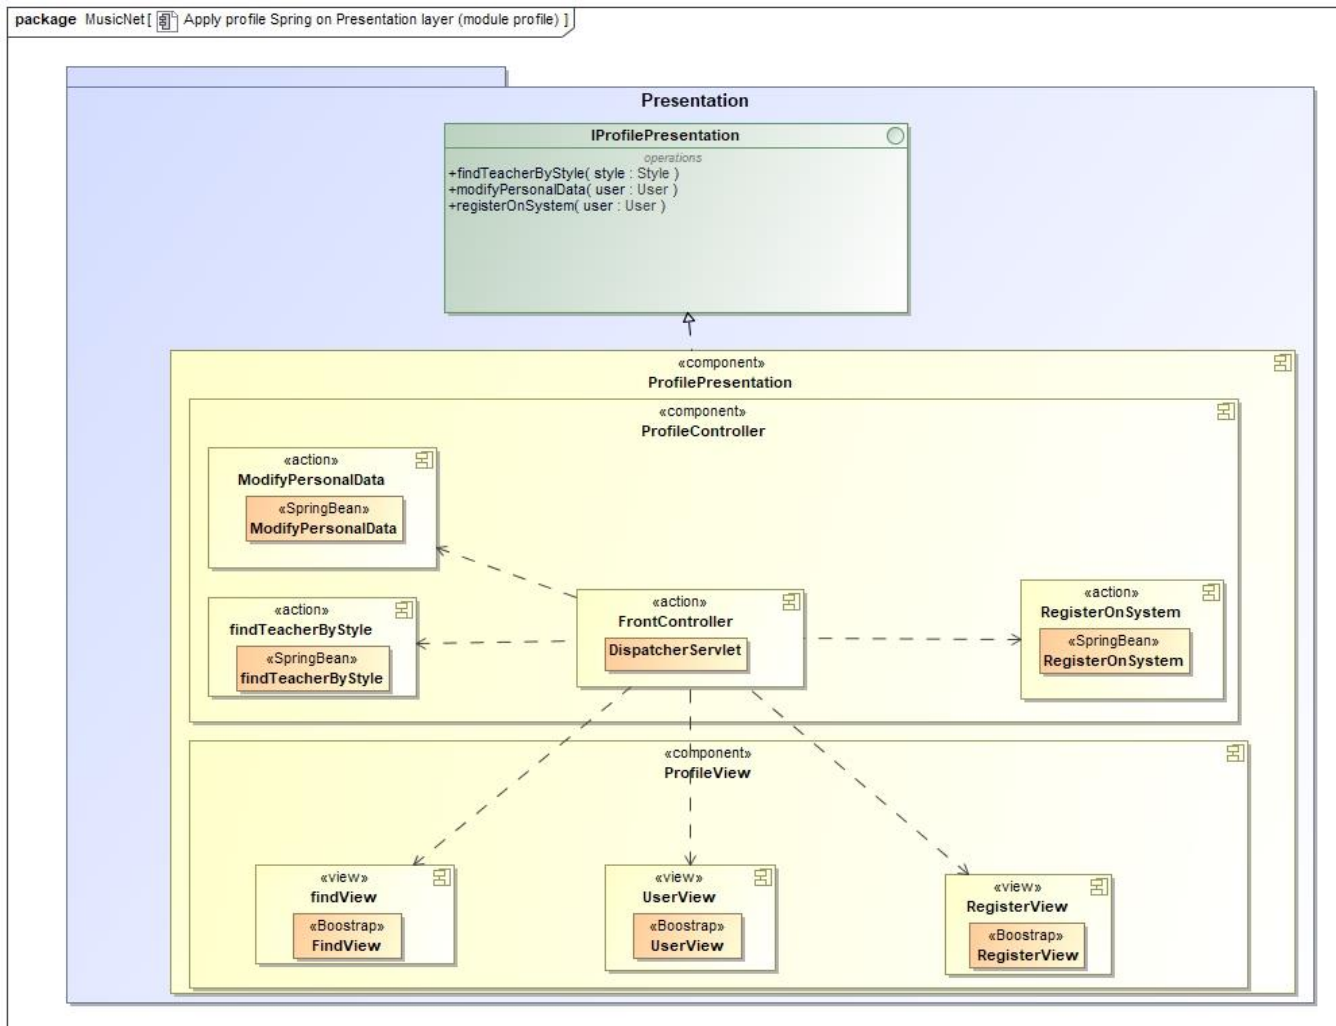 package MusicNet [ Apply profile Spring on Presentation layer (module profile) ]
Presentation
IProfilePresentation
operations
+findTeacherByStyle( style : Style )
+modifyPersonalData( user : User )
+registerOnSystem( user : User )
«component»
ProfilePresentation
«component»
ProfileController
«action»
ModifyPersonalData
«SpringBean»
ModifyPersonalData
«action»
findTeacherByStyle
«SpringBean»
findTeacherByStyle
«action»
FrontController
DispatcherServlet
«action»
RegisterOnSystem
«SpringBean»
RegisterOnSystem
«component»
ProfileView
«view»
findView
«Boostrap»
FindView
«view»
UserView
«Boostrap»
UserView
«view»
RegisterView
«Boostrap»
RegisterView